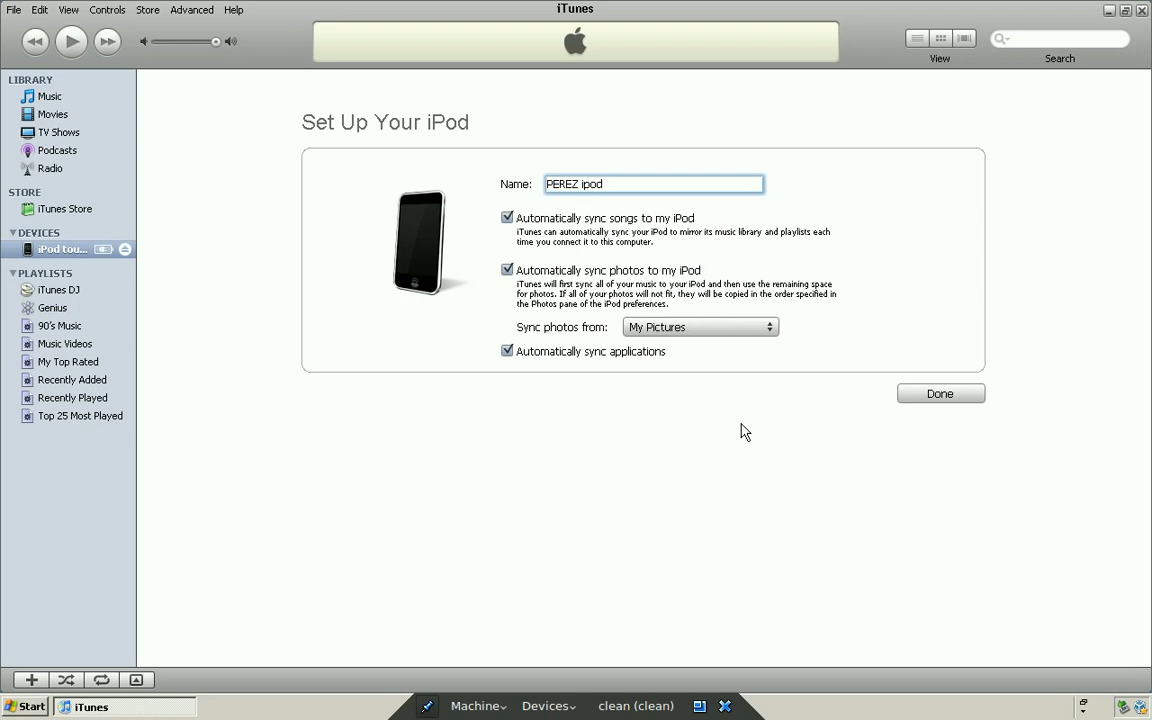 File Edit View Controls Store Advanced Help
iTunes
View
Search
LIBRARY
Music
Movies
TV Shows
Podcasts
Radio
STORE
iTunes Store
DEVICES
iPod tou...
PLAYLISTS
iTunes DJ
Genius
90's Music
Music Videos
My Top Rated
Recently Added
Recently Played
Top 25 Most Played
Set Up Your iPod
Name: PEREZ ipod
Automatically sync songs to my iPod
iTunes can automatically sync your iPod to mirror its music library and playlists each
time you connect it to this computer.
Automatically sync photos to my iPod
iTunes will first sync all of your music to your iPod and then use the remaining space
for photos. If all of your photos will not fit, they will be copied in the order specified in
the Photos pane of the iPod preferences.
Sync photos from: My Pictures
Automatically sync applications
Done
Start
iTunes
Machine
Devices
clean (clean)